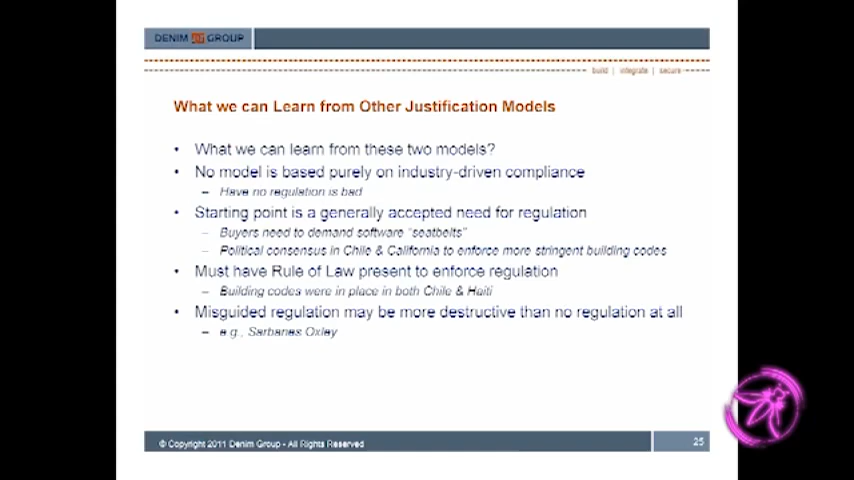 DENIM GROUP
build | integrate | secure
What we can Learn from Other Justification Models
• What we can learn from these two models?
• No model is based purely on industry-driven compliance
– Have no regulation is bad
• Starting point is a generally accepted need for regulation
– Buyers need to demand software "seatbelts"
– Political consensus in Chile & California to enforce more stringent building codes
• Must have Rule of Law present to enforce regulation
– Building codes were in place in both Chile & Haiti
• Misguided regulation may be more destructive than no regulation at all
– e.g., Sarbanes Oxley
© Copyright 2011 Denim Group - All Rights Reserved
25